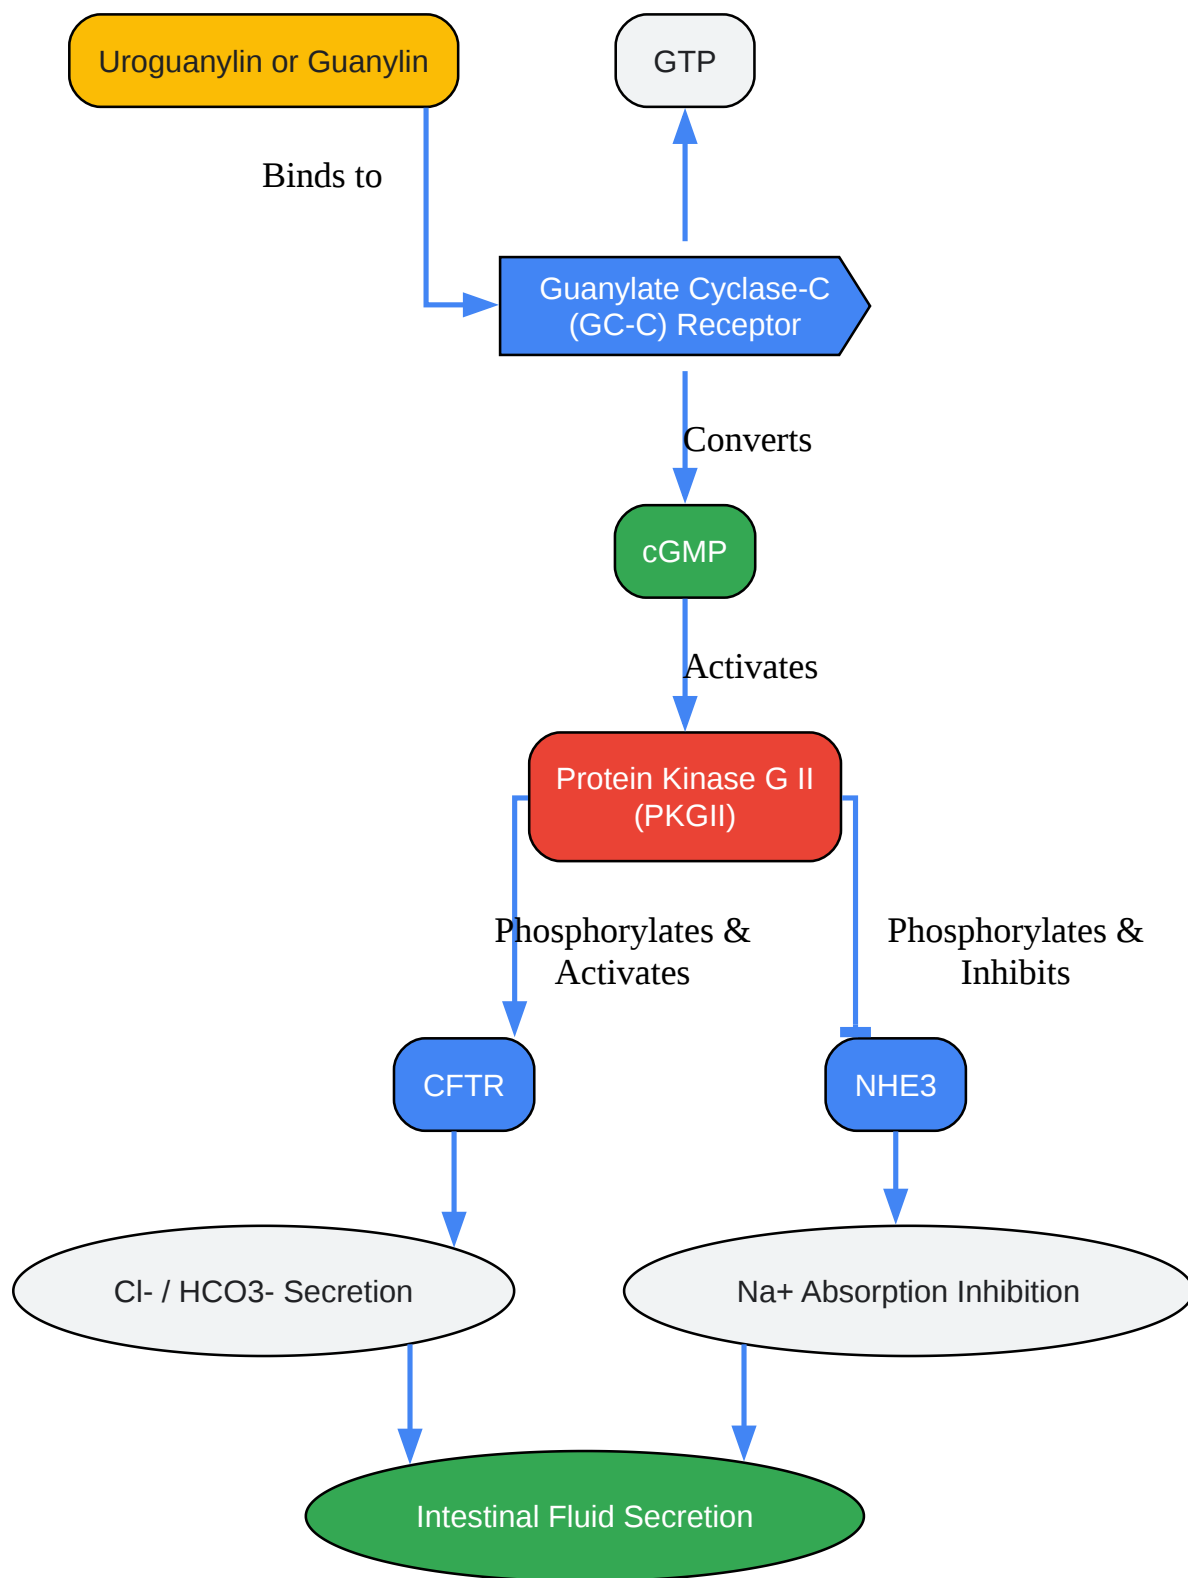 Uroguanylin or Guanylin
GTP
Binds to
Guanylate Cyclase-C
(GC-C) Receptor
Converts
cGMP
Activates
Protein Kinase G II
(PKGII)
Phosphorylates &
Activates
Phosphorylates &
Inhibits
CFTR
NHE3
Cl- / HCO3- Secretion
Na+ Absorption Inhibition
Intestinal Fluid Secretion